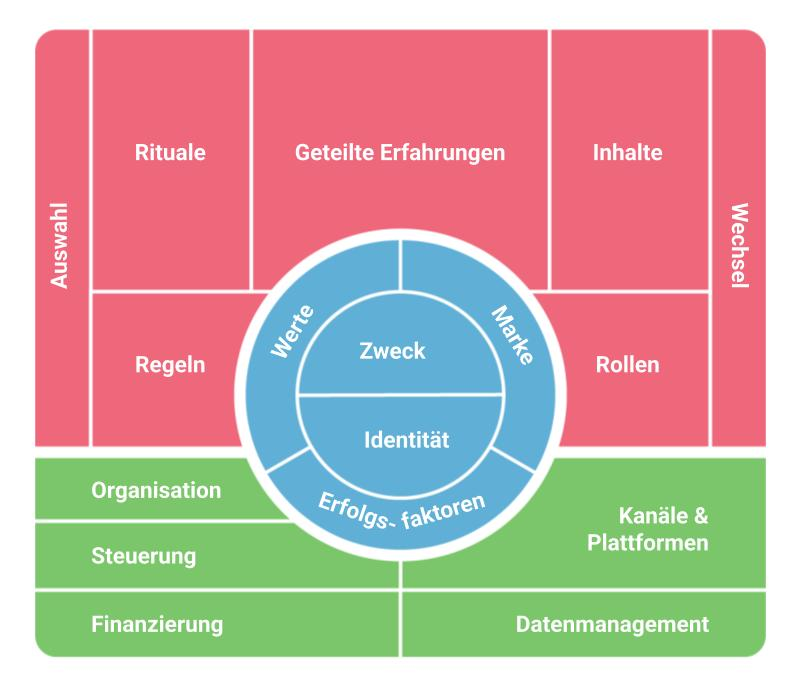 Auswahl
Rituale
Geteilte Erfahrungen
Inhalte
Wechsel
Regeln
Rollen
Werte
Marke
Zweck
Identität
Erfolgs- faktoren
Organisation
Steuerung
Finanzierung
Kanäle &
Plattformen
Datenmanagement